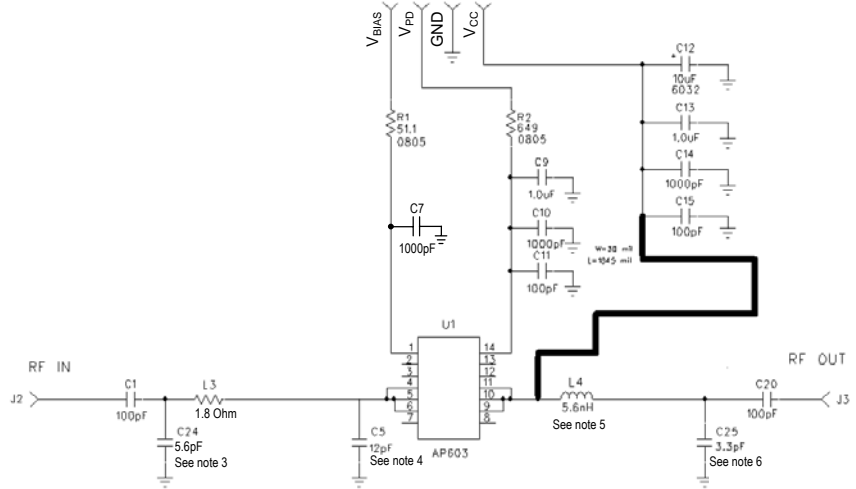 VBIAS
VPD
GND
VCC
C12
+
10uF
6032
C13
1.0uF
C14
1000pF
C15
100pF
R1
51.1
0805
R2
649
0805
C9
1.0uF
C7
1000pF
C10
1000pF
C11
100pF
W=38 mil
L=1045 mil
U1
1
2
3
4
5
6
7
14
13
12
11
10
9
8
AP603
RF IN
J2
C1
100pF
L3
1.8 Ohm
C24
5.6pF
See note 3
C5
12pF
See note 4
L4
5.6nH
See note 5
C25
3.3pF
See note 6
C20
100pF
RF OUT
J3